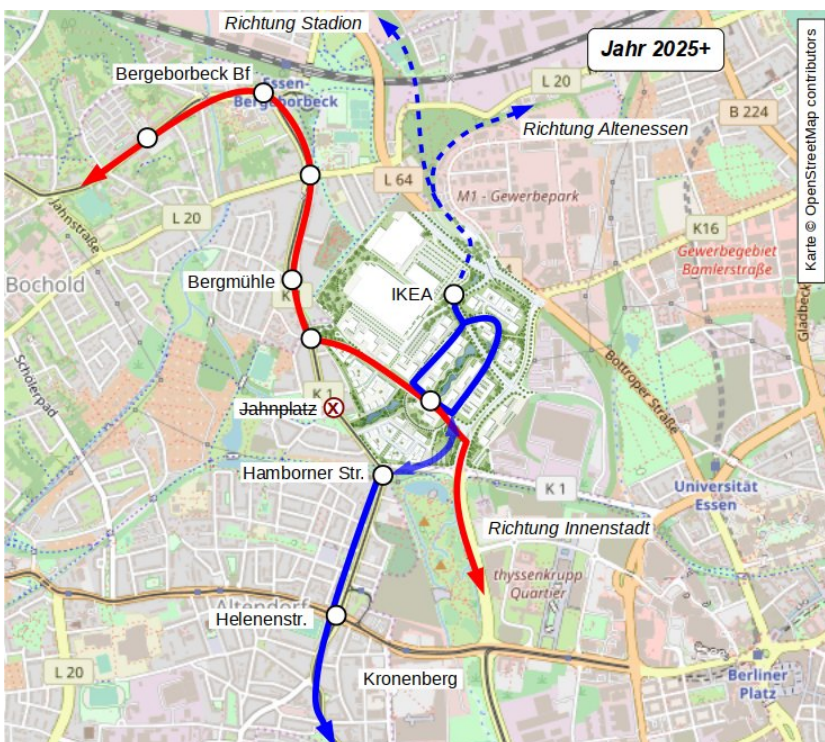 Richtung Stadion
Jahr 2025+
Karte © OpenStreetMap contributors
Bergeborbeck Bf
Essen-
Bergeborbeck
L 20
B 224
Richtung Altenessen
L 64
M1 - Gewerbepark
K16
L 20
Jahnstraße
Gewerbegebiet
Bamlerstraße
Bochold
Bergmühle
IKEA
Gladbeck
Bottroper Straße
Schölerpad
K 1
Jahnplatz
X
Hamborner Str.
K 1
Universität
Essen
Richtung Innenstadt
thyssenkrupp
Quartier
Altendorf
Helenenstr.
L 20
Kronenberg
Berliner
Platz